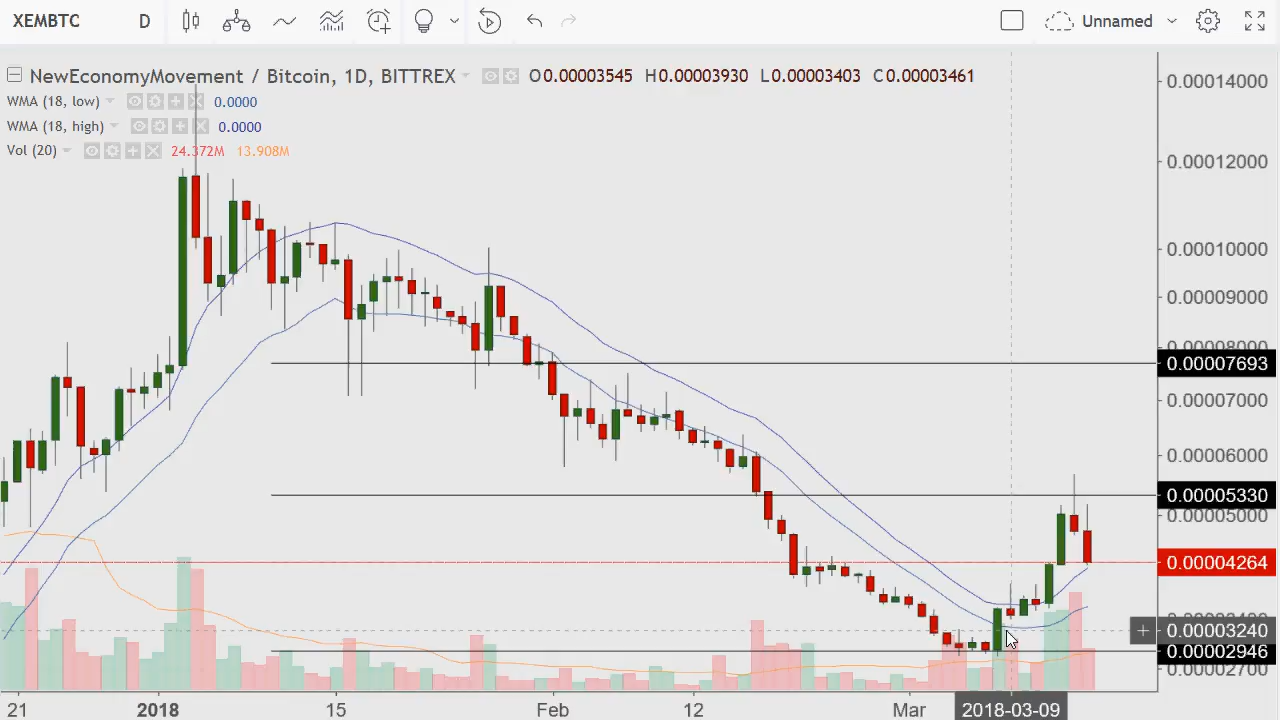 XEMBTC D Unnamed
NewEconomyMovement / Bitcoin, 1D, BITTREX O0.00003545 H0.00003930 L0.00003403 C0.00003461
WMA (18, low) 0.0000
WMA (18, high) 0.0000
Vol (20) 24.372M 13.908M
0.00014000
0.00012000
0.00010000
0.00009000
0.00008000
0.00007693
0.00007000
0.00006000
0.00005330
0.00005000
0.00004264
0.00003240
0.00002946
0.00002700
21 2018 15 Feb 12 Mar 2018-03-09